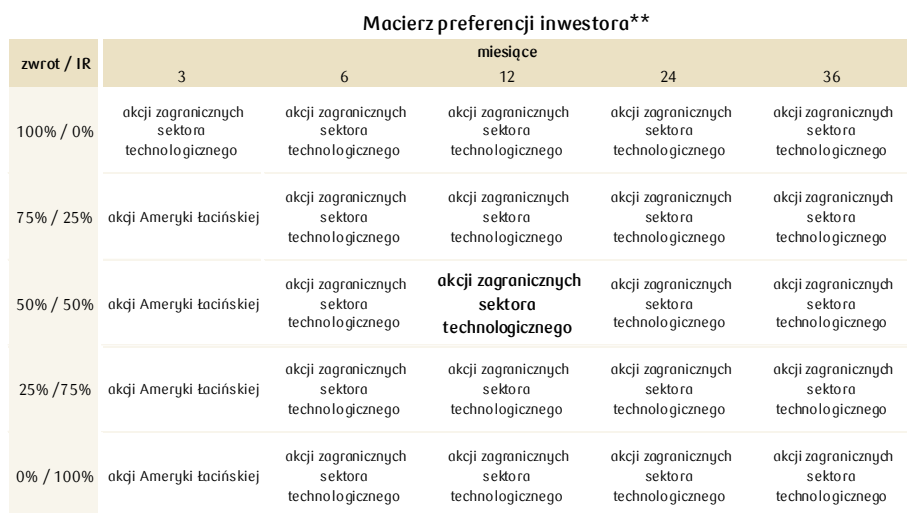 Macierz preferencji inwestora**
zwrot / IR
miesiące
3 6 12 24 36
100% / 0%
akcji zagranicznych
sektora
technologicznego
akcji zagranicznych
sektora
technologicznego
akcji zagranicznych
sektora
technologicznego
akcji zagranicznych
sektora
technologicznego
akcji zagranicznych
sektora
technologicznego
75% / 25%
akcji Ameryki Łacińskiej
akcji zagranicznych
sektora
technologicznego
akcji zagranicznych
sektora
technologicznego
akcji zagranicznych
sektora
technologicznego
akcji zagranicznych
sektora
technologicznego
50% / 50%
akcji Ameryki Łacińskiej
akcji zagranicznych
sektora
technologicznego
akcji zagranicznych
sektora
technologicznego
akcji zagranicznych
sektora
technologicznego
akcji zagranicznych
sektora
technologicznego
25% /75%
akcji Ameryki Łacińskiej
akcji zagranicznych
sektora
technologicznego
akcji zagranicznych
sektora
technologicznego
akcji zagranicznych
sektora
technologicznego
akcji zagranicznych
sektora
technologicznego
0% / 100%
akcji Ameryki Łacińskiej
akcji zagranicznych
sektora
technologicznego
akcji zagranicznych
sektora
technologicznego
akcji zagranicznych
sektora
technologicznego
akcji zagranicznych
sektora
technologicznego